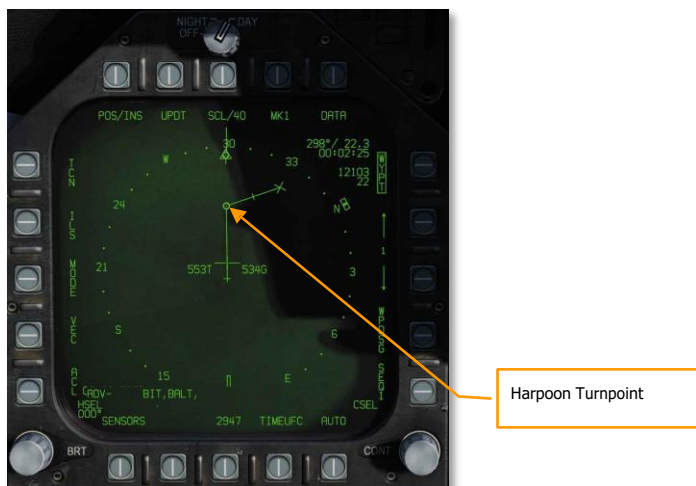 NIGHT DAY
OFF
POS/INS UPDT SCL/40 MK1 DATA
30 298°/ 22.3
W 33 00:02:25
12103
22
WYPT
TCN
24 N
ILS
1
21 553T 534G 3
MODE
WPDSG
S 6
VEC
SEQ1
15 E
ACL
ADV- BIT,BALT,
HSEL CSEL
000°
SENSORS 2947 TIMEUFC AUTO
BRT CONT
Harpoon Turnpoint